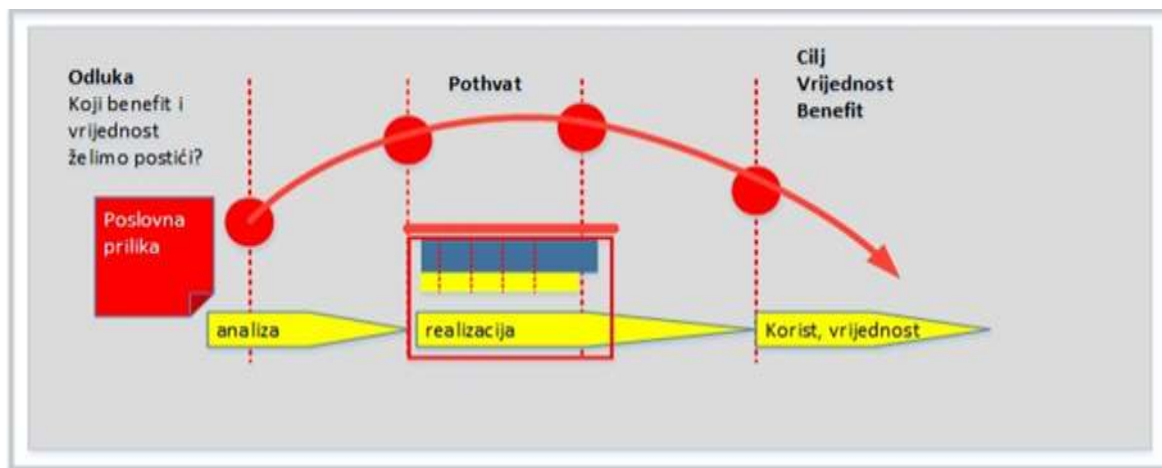 Odluka
Koji benefit i
vrijednost
želimo postići?
Pothvat
Cilj
Vrijednost
Benefit
Poslovna
prilika
analiza
realizacija
Korist, vrijednost